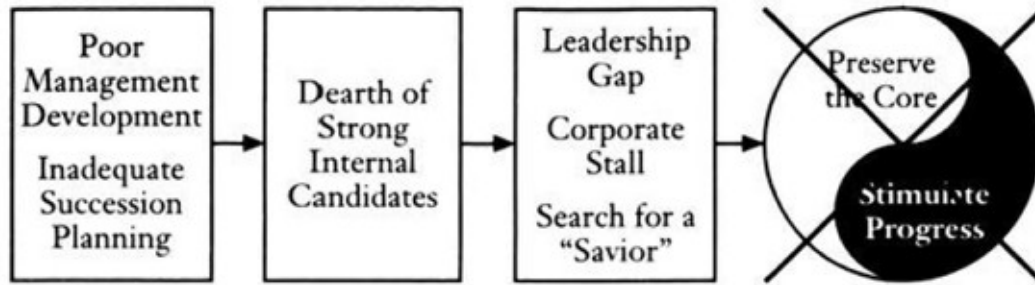 Poor
Management
Development
Inadequate
Succession
Planning
Dearth of
Strong
Internal
Candidates
Leadership
Gap
Corporate
Stall
Search for a
“Savior”
Preserve
the Core
Stimulate
Progress